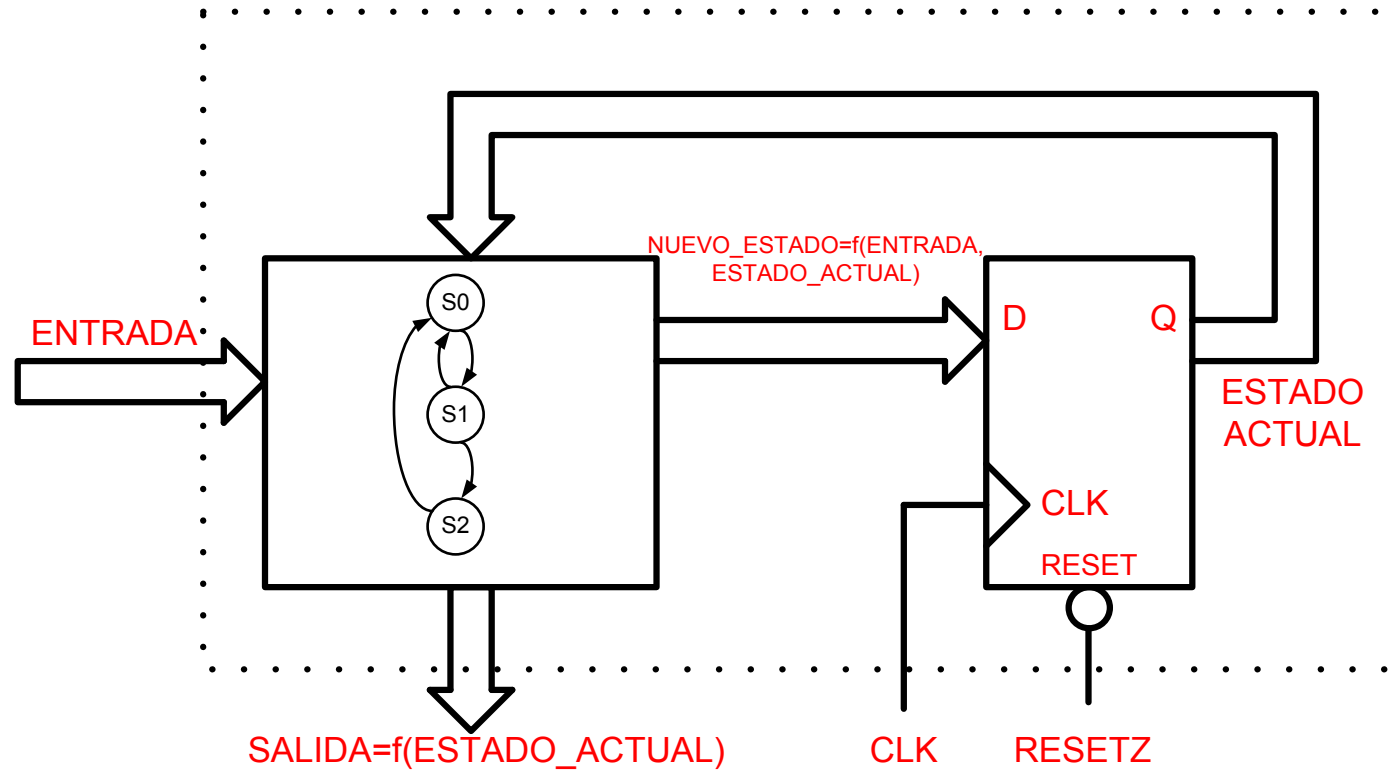 NUEVO_ESTADO=f(ENTRADA,
ESTADO_ACTUAL)
S0
D
Q
ENTRADA
ESTADO
ACTUAL
S1
CLK
S2
RESET
SALIDA=f(ESTADO_ACTUAL)
CLK
RESETZ